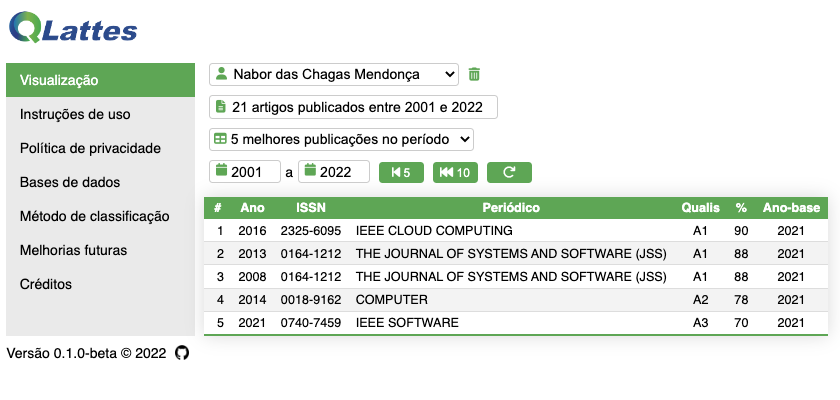 QLattes
Visualização
Instruções de uso
Política de privacidade
Bases de dados
Método de classificação
Melhorias futuras
Créditos
Versão 0.1.0-beta © 2022
Nabor das Chagas Mendonça
21 artigos publicados entre 2001 e 2022
5 melhores publicações no período
2001 a 2022 5 10
# Ano ISSN Periódico Qualis % Ano-base
1 2016 2325-6095 IEEE CLOUD COMPUTING A1 90 2021
2 2013 0164-1212 THE JOURNAL OF SYSTEMS AND SOFTWARE (JSS) A1 88 2021
3 2008 0164-1212 THE JOURNAL OF SYSTEMS AND SOFTWARE (JSS) A1 88 2021
4 2014 0018-9162 COMPUTER A2 78 2021
5 2021 0740-7459 IEEE SOFTWARE A3 70 2021